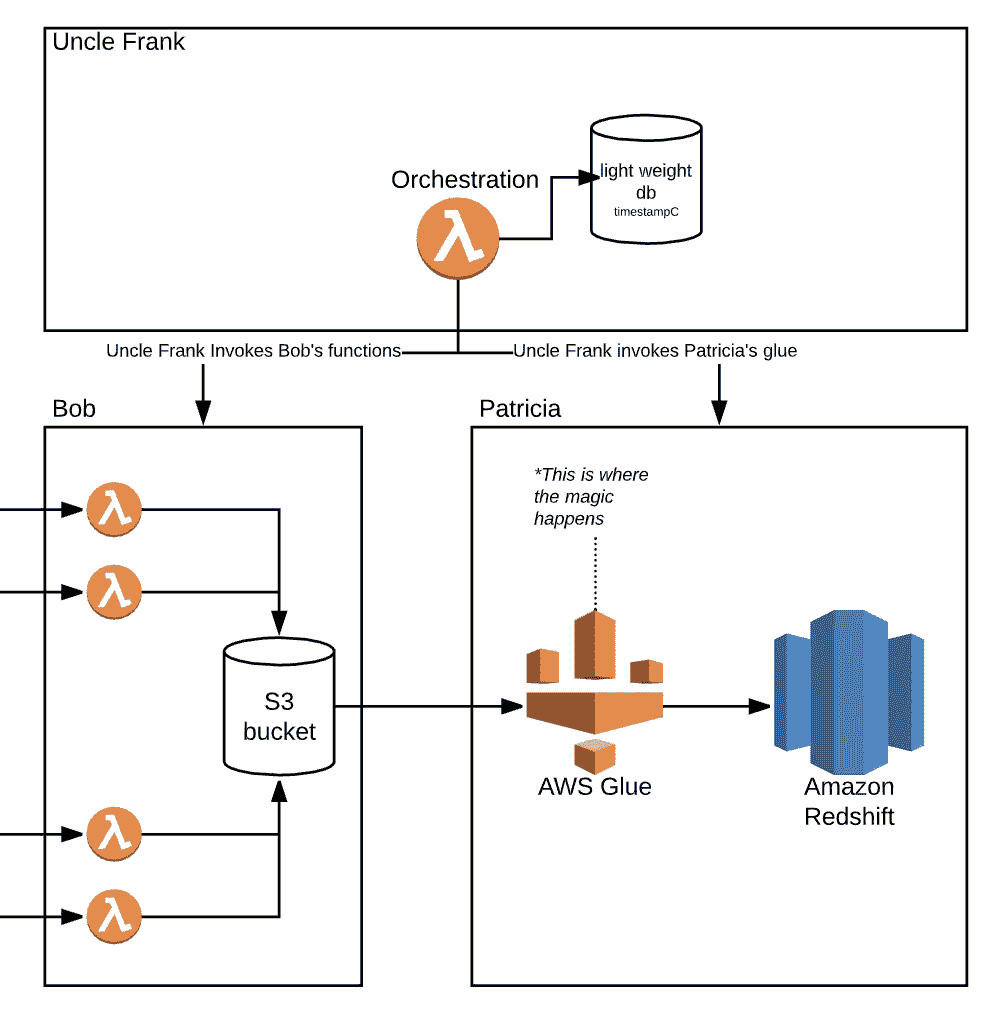 Uncle Frank
Orchestration
light weight
db
timestampC
Uncle Frank Invokes Bob's functions
Uncle Frank invokes Patricia's glue
Bob
Patricia
*This is where
the magic
happens
S3
bucket
AWS Glue
Amazon
Redshift